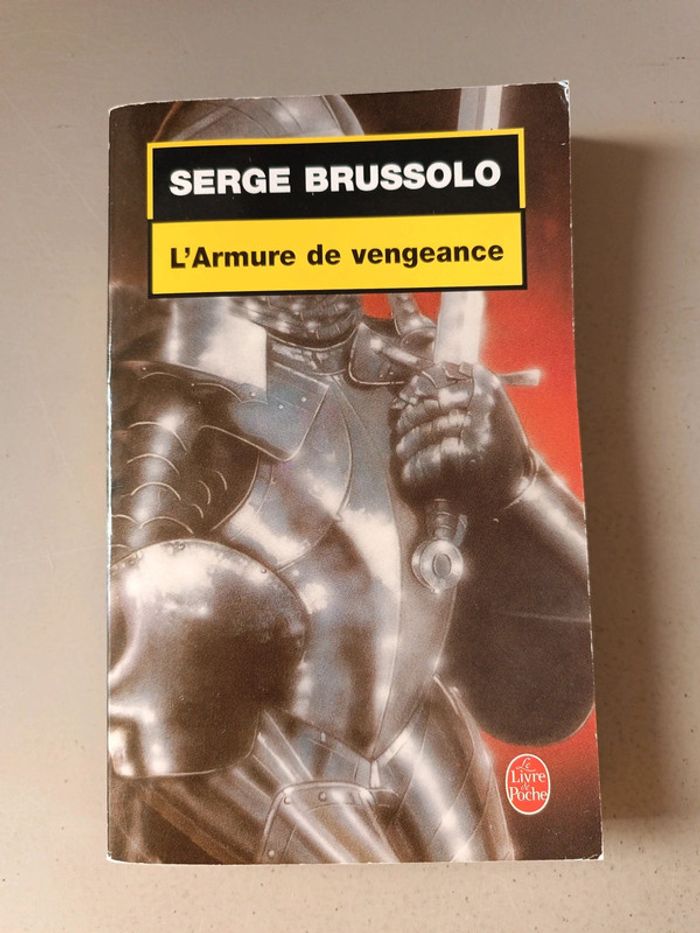 SERGE BRUSSOLO
L'Armure de vengeance
Le
Livre
de
Poche